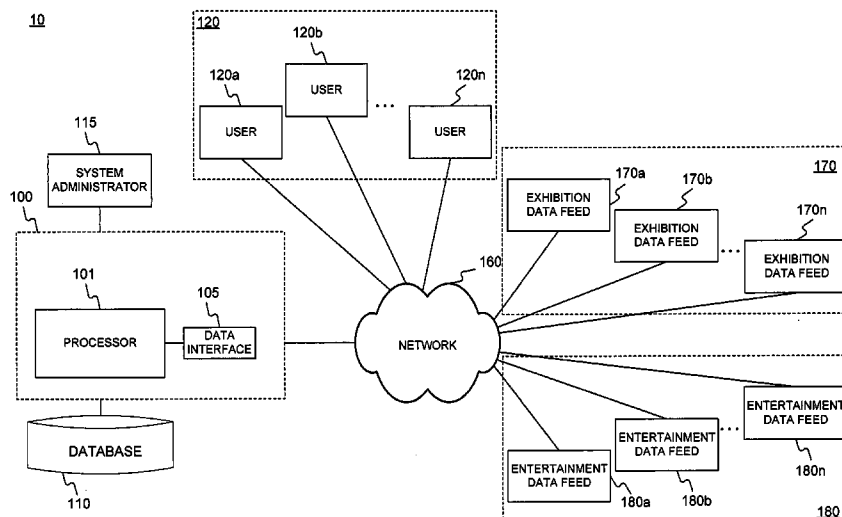 10
120
120b
120a
USER
120n
USER
...
USER
115
SYSTEM
ADMINISTRATOR
100
170
170a
170b
EXHIBITION
DATA FEED
170n
EXHIBITION
DATA FEED
...
EXHIBITION
DATA FEED
160
101
105
PROCESSOR
DATA
INTERFACE
NETWORK
DATABASE
110
ENTERTAINMENT
DATA FEED
...
ENTERTAINMENT
DATA FEED
180n
ENTERTAINMENT
DATA FEED
180b
180a
180